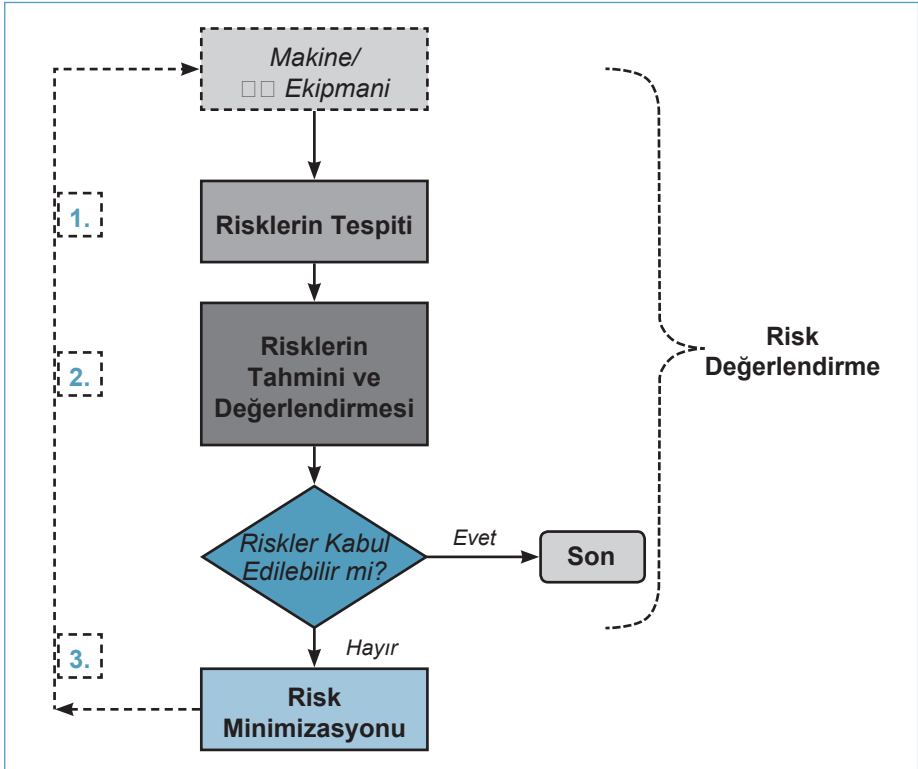 Makine/
□□ Ekipmani
1.
Risklerin Tespiti
2.
Risklerin
Tahmini ve
Değerlendirmesi
Risk
Değerlendirme
Riskler Kabul
Edilebilir mi?
Evet
Son
Hayır
3.
Risk
Minimizasyonu